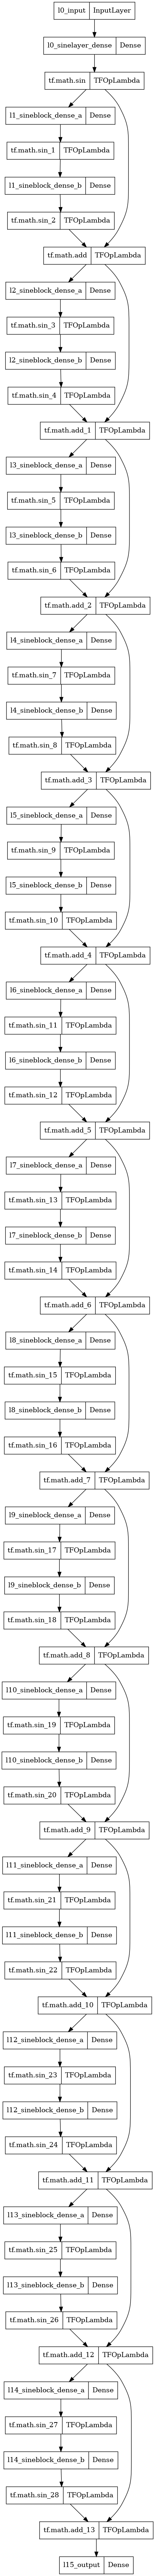 l0_input InputLayer
l0_sinelayer_dense Dense
tf.math.sin TFOpLambda
l1_sineblock_dense_a Dense
tf.math.sin_1 TFOpLambda
l1_sineblock_dense_b Dense
tf.math.sin_2 TFOpLambda
tf.math.add TFOpLambda
l2_sineblock_dense_a Dense
tf.math.sin_3 TFOpLambda
l2_sineblock_dense_b Dense
tf.math.sin_4 TFOpLambda
tf.math.add_1 TFOpLambda
l3_sineblock_dense_a Dense
tf.math.sin_5 TFOpLambda
l3_sineblock_dense_b Dense
tf.math.sin_6 TFOpLambda
tf.math.add_2 TFOpLambda
l4_sineblock_dense_a Dense
tf.math.sin_7 TFOpLambda
l4_sineblock_dense_b Dense
tf.math.sin_8 TFOpLambda
tf.math.add_3 TFOpLambda
l5_sineblock_dense_a Dense
tf.math.sin_9 TFOpLambda
l5_sineblock_dense_b Dense
tf.math.sin_10 TFOpLambda
tf.math.add_4 TFOpLambda
l6_sineblock_dense_a Dense
tf.math.sin_11 TFOpLambda
l6_sineblock_dense_b Dense
tf.math.sin_12 TFOpLambda
tf.math.add_5 TFOpLambda
l7_sineblock_dense_a Dense
tf.math.sin_13 TFOpLambda
l7_sineblock_dense_b Dense
tf.math.sin_14 TFOpLambda
tf.math.add_6 TFOpLambda
l8_sineblock_dense_a Dense
tf.math.sin_15 TFOpLambda
l8_sineblock_dense_b Dense
tf.math.sin_16 TFOpLambda
tf.math.add_7 TFOpLambda
l9_sineblock_dense_a Dense
tf.math.sin_17 TFOpLambda
l9_sineblock_dense_b Dense
tf.math.sin_18 TFOpLambda
tf.math.add_8 TFOpLambda
l10_sineblock_dense_a Dense
tf.math.sin_19 TFOpLambda
l10_sineblock_dense_b Dense
tf.math.sin_20 TFOpLambda
tf.math.add_9 TFOpLambda
l11_sineblock_dense_a Dense
tf.math.sin_21 TFOpLambda
l11_sineblock_dense_b Dense
tf.math.sin_22 TFOpLambda
tf.math.add_10 TFOpLambda
l12_sineblock_dense_a Dense
tf.math.sin_23 TFOpLambda
l12_sineblock_dense_b Dense
tf.math.sin_24 TFOpLambda
tf.math.add_11 TFOpLambda
l13_sineblock_dense_a Dense
tf.math.sin_25 TFOpLambda
l13_sineblock_dense_b Dense
tf.math.sin_26 TFOpLambda
tf.math.add_12 TFOpLambda
l14_sineblock_dense_a Dense
tf.math.sin_27 TFOpLambda
l14_sineblock_dense_b Dense
tf.math.sin_28 TFOpLambda
tf.math.add_13 TFOpLambda
l15_output Dense